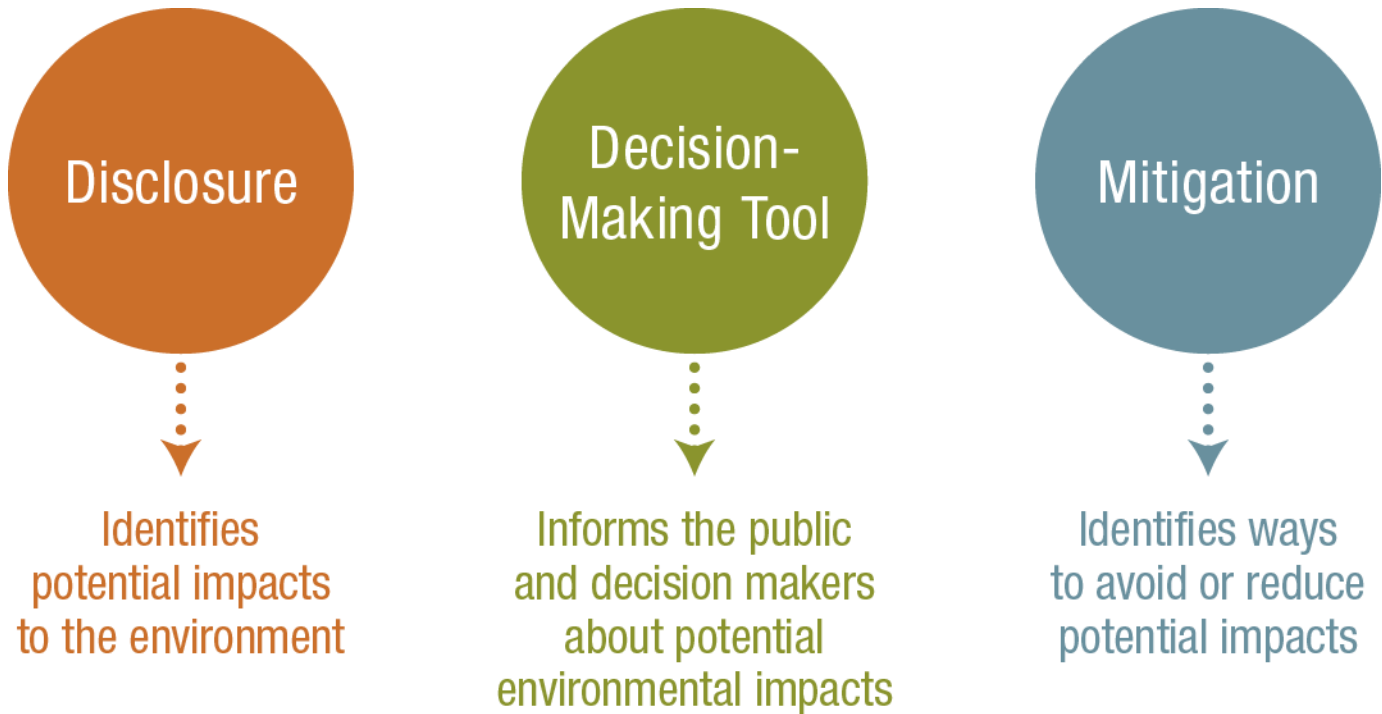 Disclosure
Identifies
potential impacts
to the environment
Decision-
Making Tool
Informs the public
and decision makers
about potential
environmental impacts
Mitigation
Identifies ways
to avoid or reduce
potential impacts